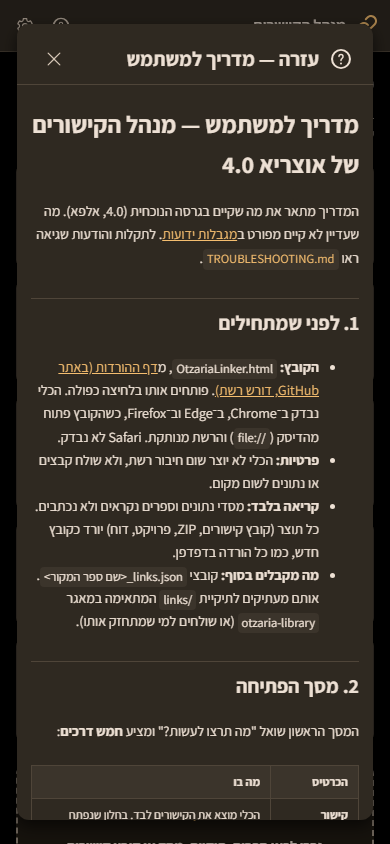 מנהל הקישורים
עזרה — מדריך למשתמש
מדריך למשתמש — מנהל הקישורים
של אוצריא 4.0
המדריך מתאר את מה שקיים בגרסה הנוכחית (4.0, אלפא). מה
שעדיין לא קיים מפורט במגבלות ידועות. לתקלות והודעות שגיאה
ראו TROUBLESHOOTING.md.
1. לפני שמתחילים
הקובץ: OtzariaLinker.html, מדף ההורדות (באתר
GitHub, דורש רשת). פותחים אותו בלחיצה כפולה. הכלי
נבדק ב־Chrome, ב־Edge וב־Firefox, כשהקובץ פתוח
מהדיסק (file://) והרשת מנותקת. Safari לא נבדק.
פרטיות: הכלי לא יוצר שום חיבור רשת, ולא שולח קבצים
או נתונים לשום מקום.
קריאה בלבד: מסדי נתונים וספרים נקראים ולא נכתבים.
כל תוצר (קובץ קישורים, ZIP, פרויקט, דוח) יורד כקובץ
חדש, כמו כל הורדה בדפדפן.
מה מקבלים בסוף: קובצי <שם ספר המקור>_links.json.
אותם מעתיקים לתיקיית links/ המתאימה במאגר
otzaria-library (או שולחים למי שמתחזק אותו).
2. מסך הפתיחה
המסך הראשון שואל "מה תרצו לעשות?" ומציע חמש דרכים:
הכרטיס מה בו
קישור הכלי מוצא את הקישורים לבד. בחלון שנפתח